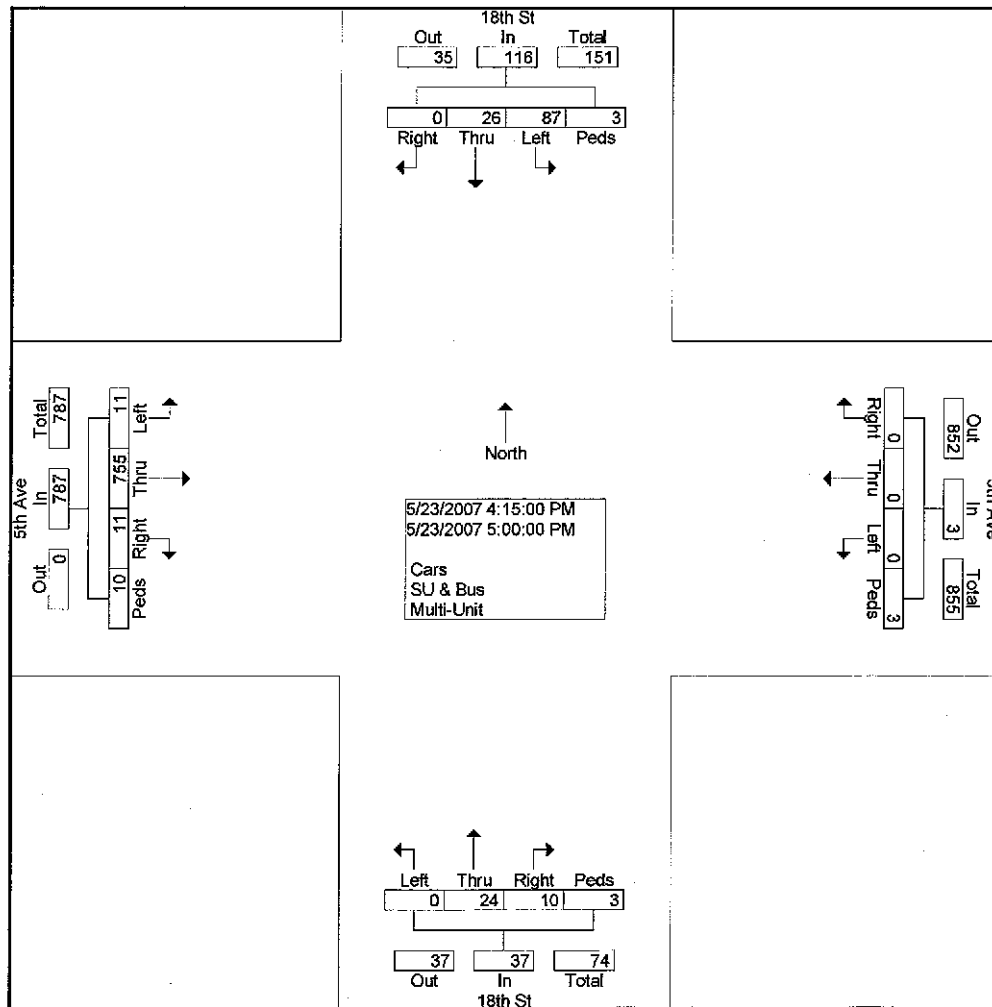 18th St
Out In Total
35 116 151
0 26 87 3
Right Thru Left Peds
North
5/23/2007 4:15:00 PM
5/23/2007 5:00:00 PM
Cars
SU & Bus
Multi-Unit
5th Ave
Total In Out
787 787 0
11 755 11 10
Left Thru Right Peds
Right Thru Left Peds
0 0 0 3
Out In Total
852 3 855
Ave
Left Thru Right Peds
0 24 10 3
37 37 74
Out In Total
18th St